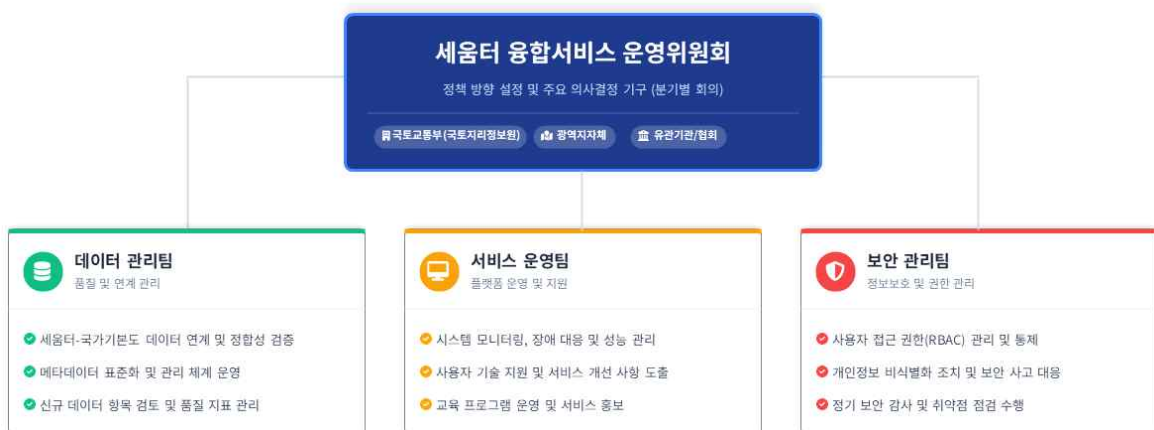 세움터 융합서비스 운영위원회
정책 방향 설정 및 주요 의사결정 기구 (분기별 회의)
국토교통부(국토지리정보원) 광역지자체 유관기관/협회
데이터 관리팀
품질 및 연계 관리
세움터-국가기본도 데이터 연계 및 정합성 검증
메타데이터 표준화 및 관리 체계 운영
신규 데이터 항목 검토 및 품질 지표 관리
서비스 운영팀
플랫폼 운영 및 지원
시스템 모니터링, 장애 대응 및 성능 관리
사용자 기술 지원 및 서비스 개선 사항 도출
교육 프로그램 운영 및 서비스 홍보
보안 관리팀
정보보호 및 권한 관리
사용자 접근 권한(RBAC) 관리 및 통제
개인정보 비식별화 조치 및 보안 사고 대응
정기 보안 감사 및 취약점 점검 수행